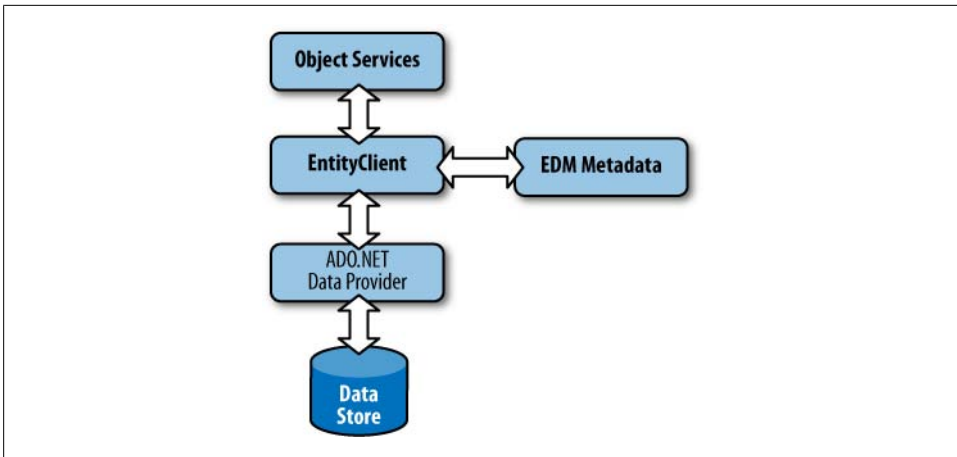 Object Services
EntityClient
EDM Metadata
ADO.NET
Data Provider
Data
Store